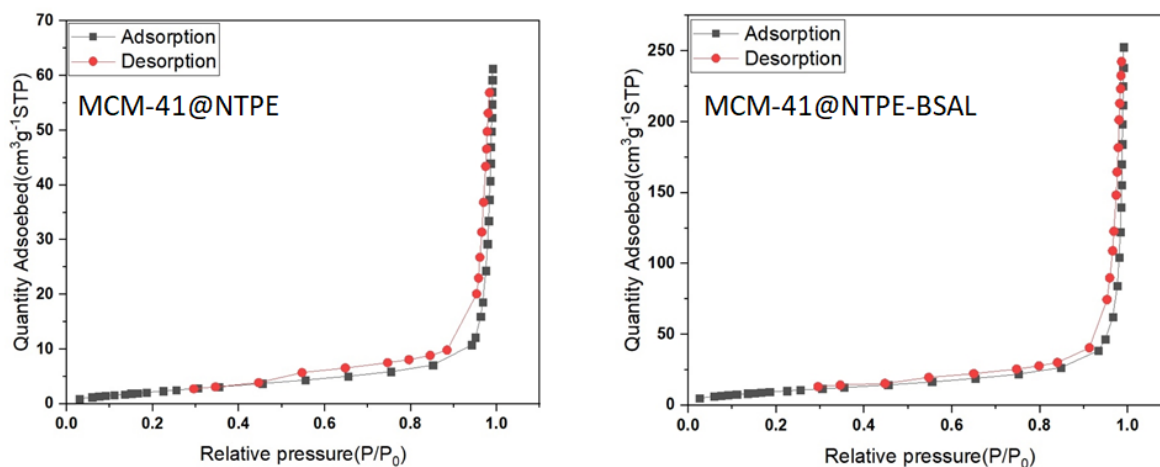 70
60
50
40
30
20
10
0
0.0 0.2 0.4 0.6 0.8 1.0
Quantity Adsoebed(cm³g⁻¹STP)
Relative pressure(P/P₀)
Adsorption
Desorption
MCM-41@NTPE
250
200
150
100
50
0
0.0 0.2 0.4 0.6 0.8 1.0
Quantity Adsoebed(cm³g⁻¹STP)
Relative pressure(P/P₀)
Adsorption
Desorption
MCM-41@NTPE-BSAL